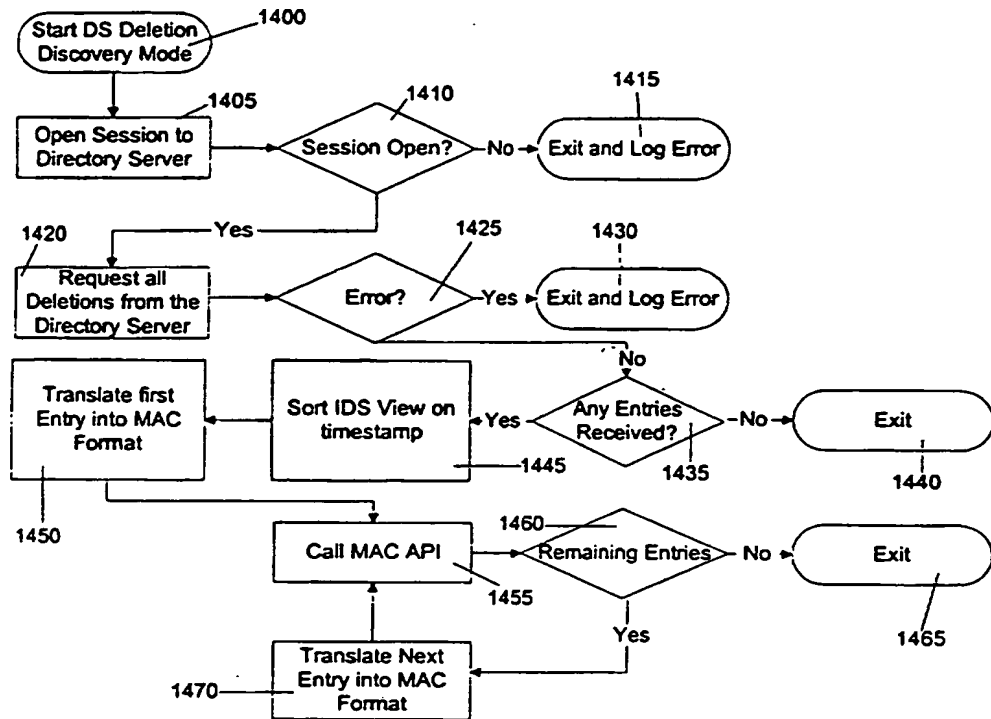 1400
Start DS Deletion
Discovery Mode
1405
Open Session to
Directory Server
1410
Session Open?
No
1415
Exit and Log Error
Yes
1420
Request all
Deletions from the
Directory Server
1425
Error?
Yes
1430
Exit and Log Error
No
Translate first
Entry into MAC
Format
1450
Sort IDS View on
timestamp
1445
Yes
Any Entries
Received?
1435
No
Exit
1440
Call MAC API
1455
1460
Remaining Entries
No
Exit
1465
Yes
Translate Next
Entry into MAC
Format
1470